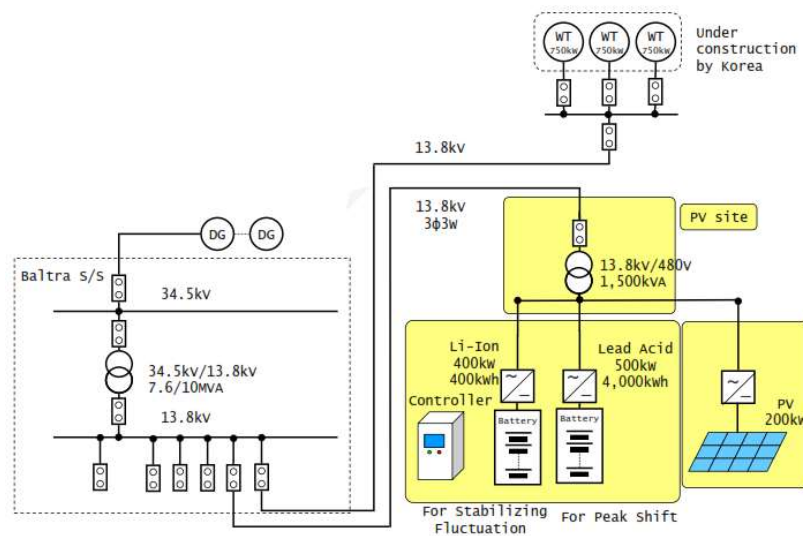 WT
750kW
WT
750kW
WT
750kW
Under
construction
by Korea
13.8kV
13.8kV
3φ3W
PV site
DG
DG
Baltra S/S
34.5kV
13.8kV/480V
1,500kVA
34.5kV/13.8kV
7.6/10MVA
13.8kV
Li-Ion
400kW
400kWh
Lead Acid
500kW
4,000kWh
Controller
Battery
Battery
PV
200kW
For Stabilizing
Fluctuation
For Peak Shift